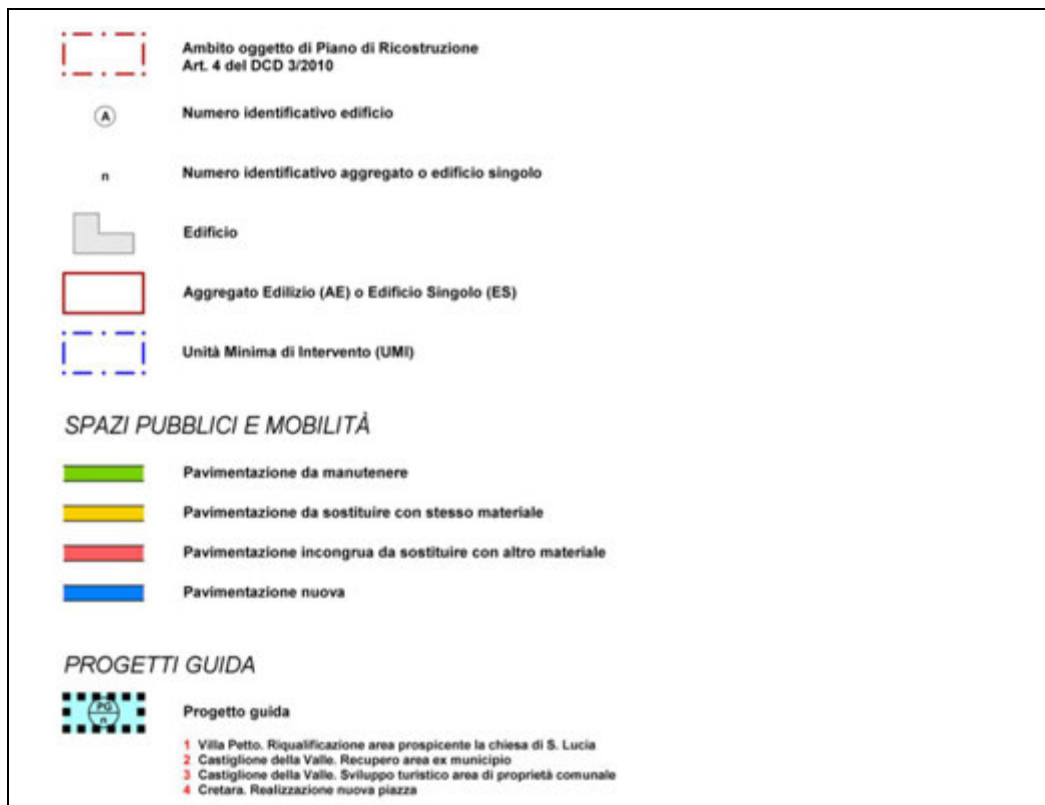 Ambito oggetto di Piano di Ricostruzione
Art. 4 del DCD 3/2010
A
Numero identificativo edificio
n
Numero identificativo aggregato o edificio singolo
Edificio
Aggregato Edilizio (AE) o Edificio Singolo (ES)
Unità Minima di Intervento (UMI)
SPAZI PUBBLICI E MOBILITÀ
Pavimentazione da manutenere
Pavimentazione da sostituire con stesso materiale
Pavimentazione incongrua da sostituire con altro materiale
Pavimentazione nuova
PROGETTI GUIDA
PG
n
Progetto guida
1 Villa Petto. Riqualificazione area prospicente la chiesa di S. Lucia
2 Castiglione della Valle. Recupero area ex municipio
3 Castiglione della Valle. Sviluppo turistico area di proprietà comunale
4 Cretara. Realizzazione nuova piazza